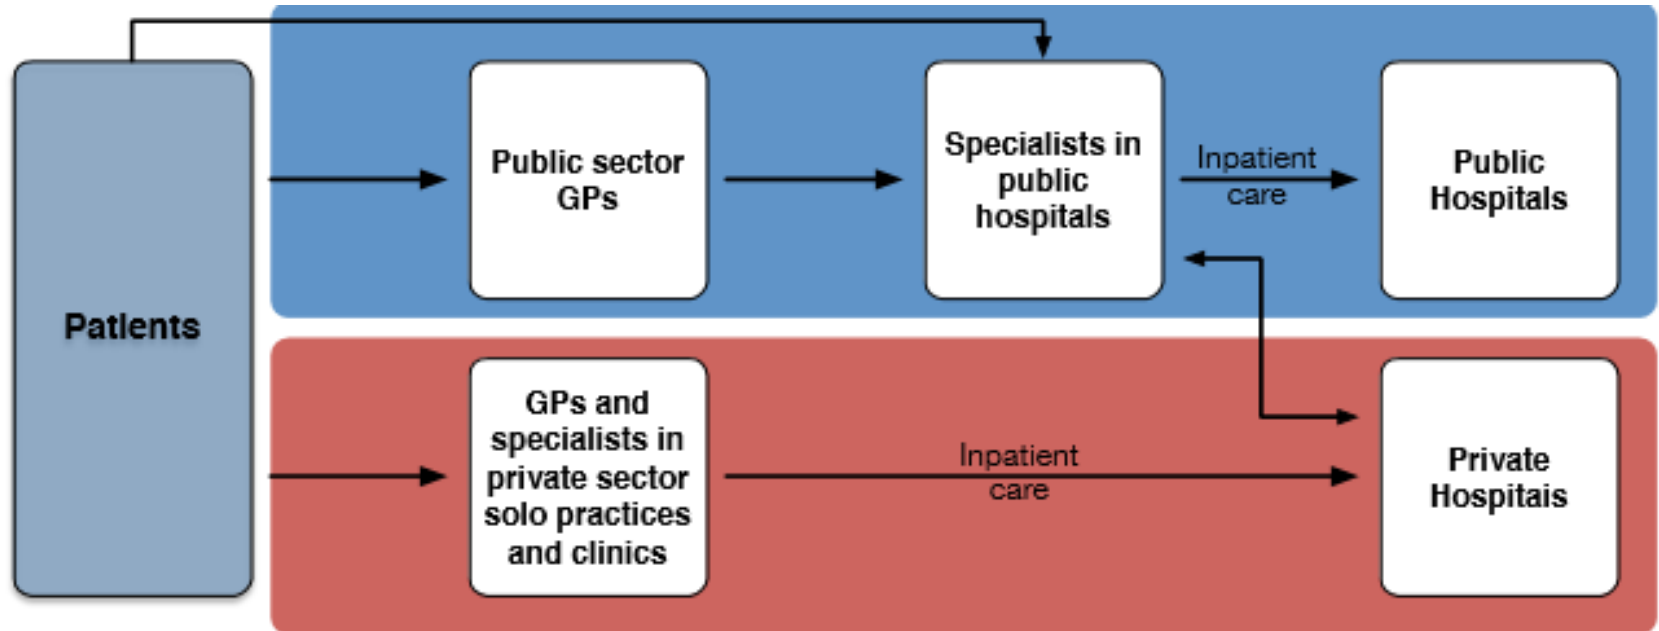 Patients
Public sector
GPs
Specialists in
public
hospitals
Inpatient
care
Public
Hospitals
GPs and
specialists in
private sector
solo practices
and clinics
Inpatient
care
Private
Hospitais